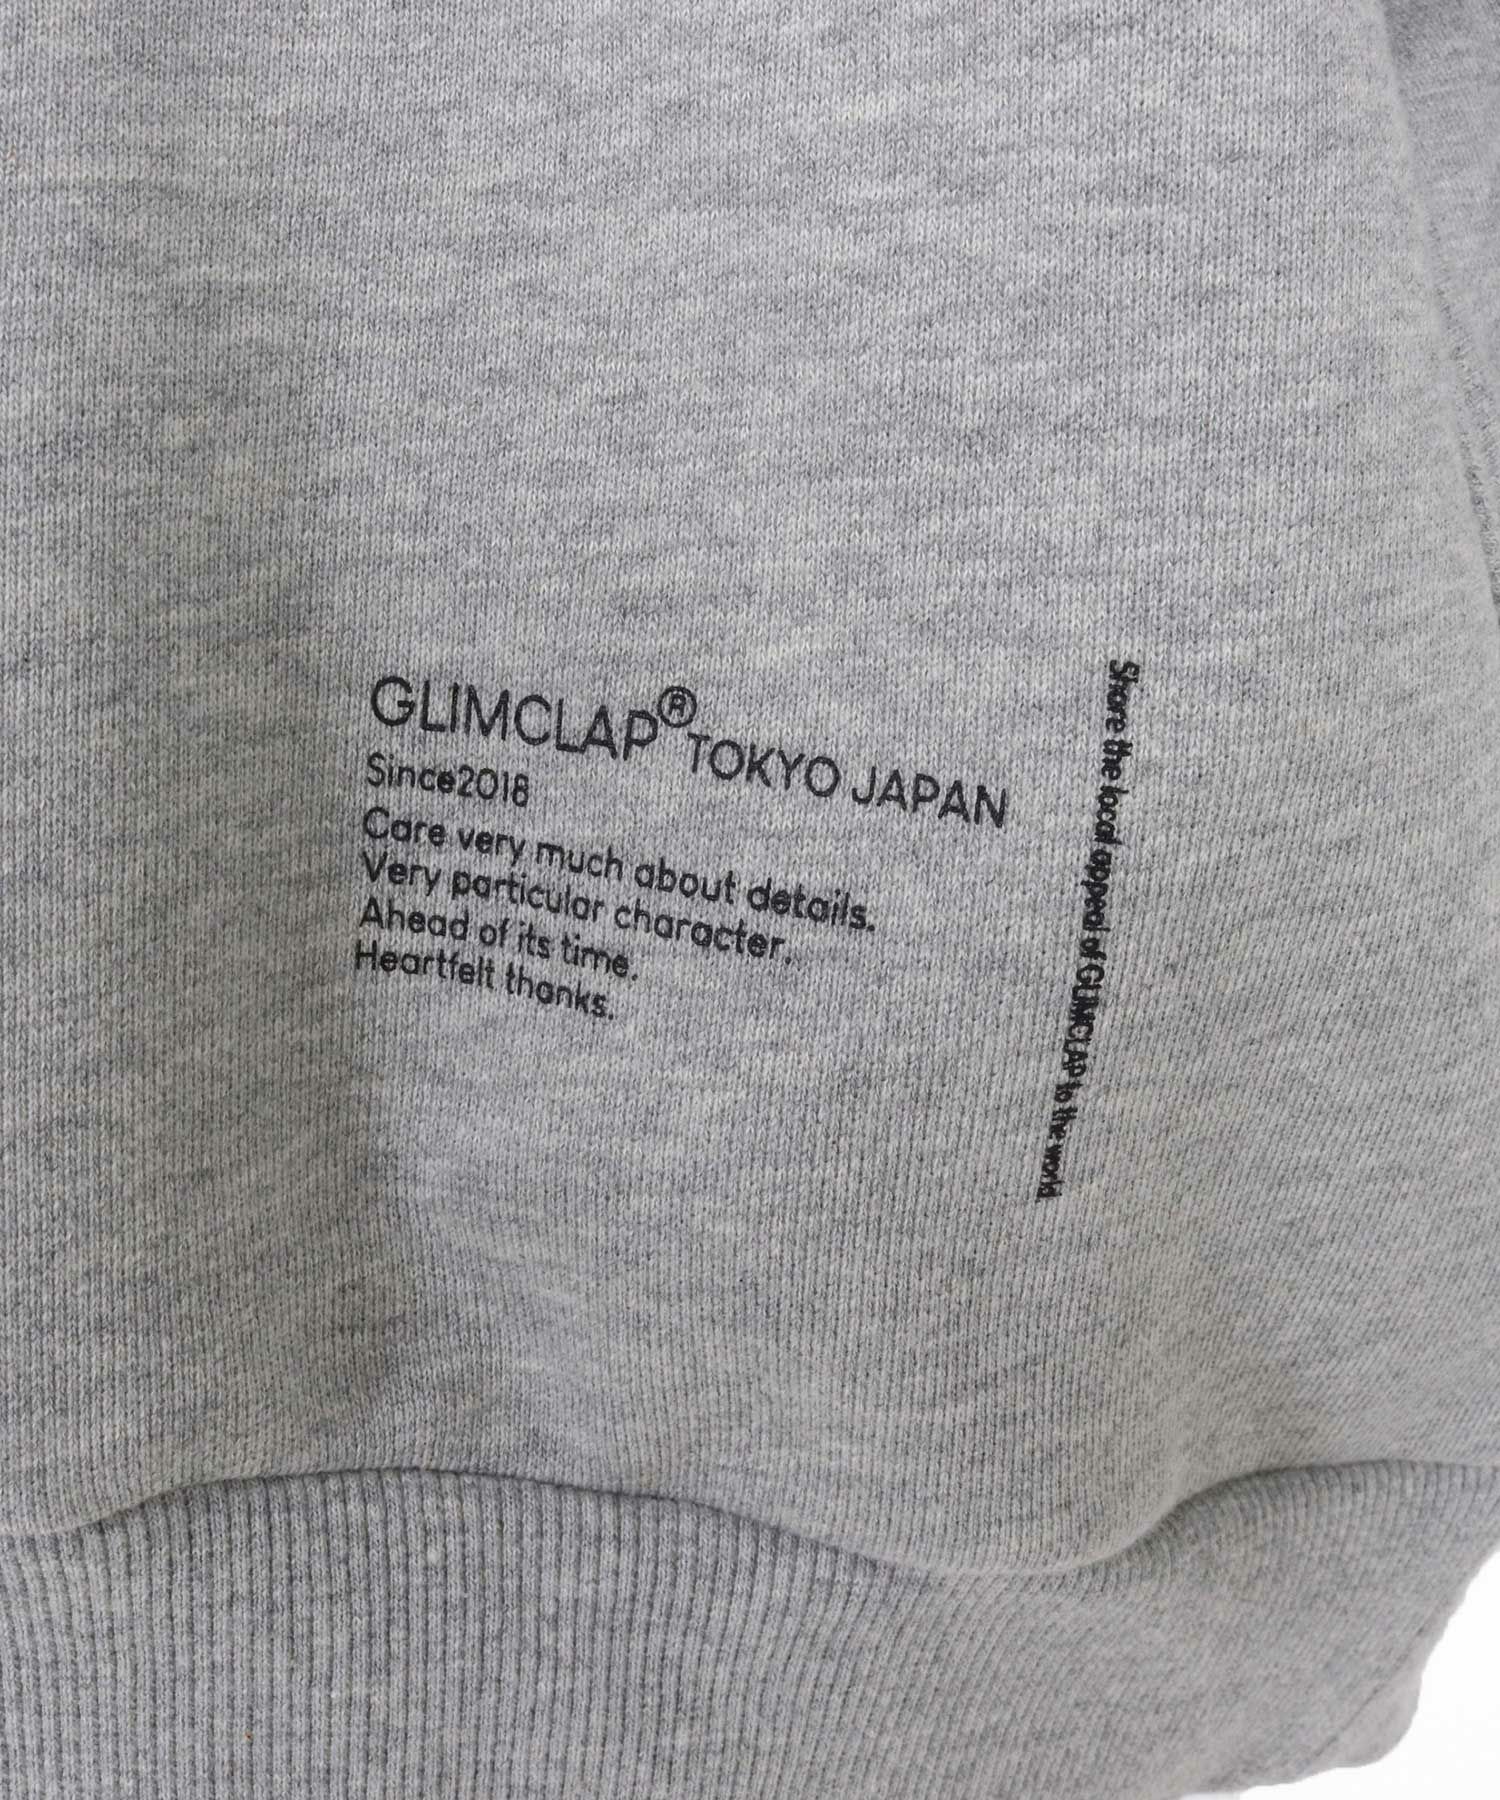 GLIMCLAP® TOKYO JAPAN
Since2018
Care very much about details.
Very particular character.
Ahead of its time.
Heartfelt thanks.
Share the local appeal of GLIMCLAP to the world.